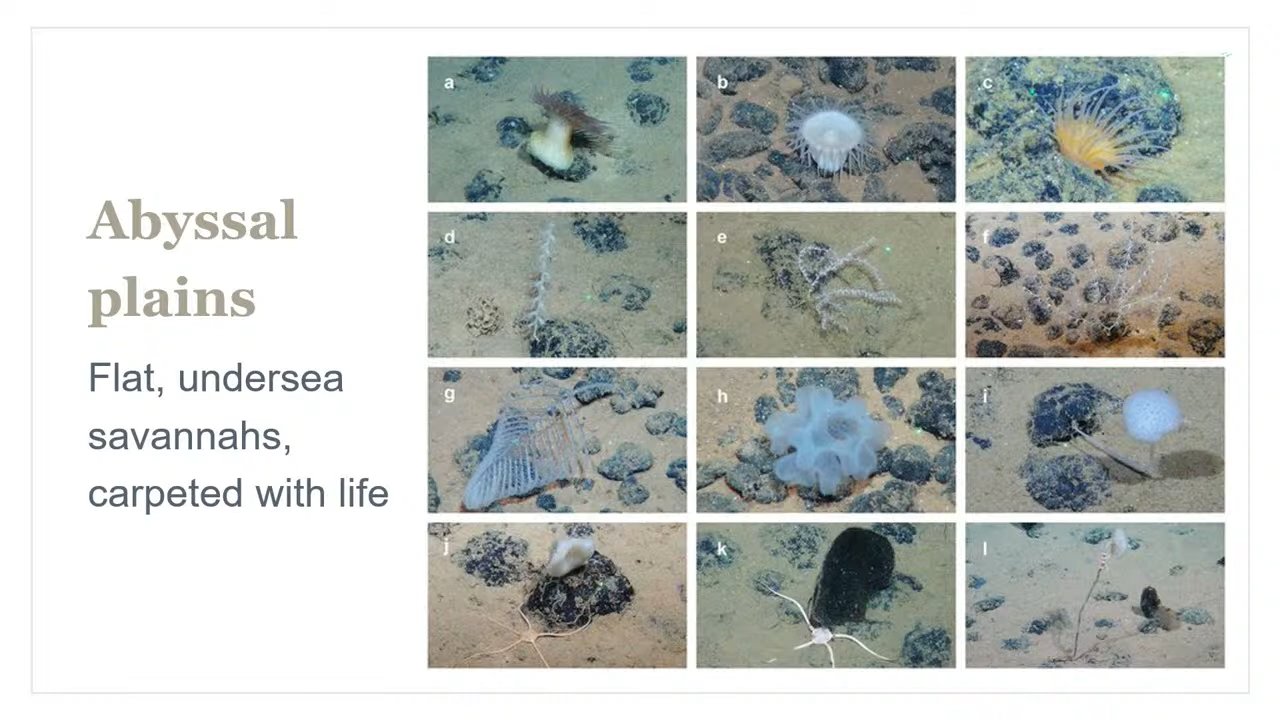 Abyssal
plains
Flat, undersea
savannahs,
carpeted with life
a
b
c
d
e
f
g
h
i
j
k
l